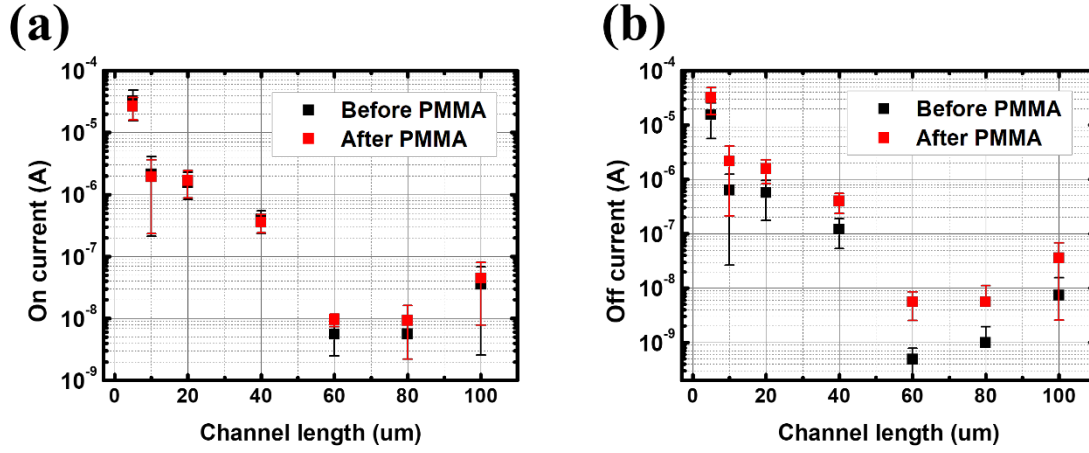 (a)
10^-4
10^-5
10^-6
10^-7
10^-8
10^-9
On current (A)
Before PMMA
After PMMA
0 20 40 60 80 100
Channel length (um)
(b)
10^-4
10^-5
10^-6
10^-7
10^-8
10^-9
Off current (A)
Before PMMA
After PMMA
0 20 40 60 80 100
Channel length (um)